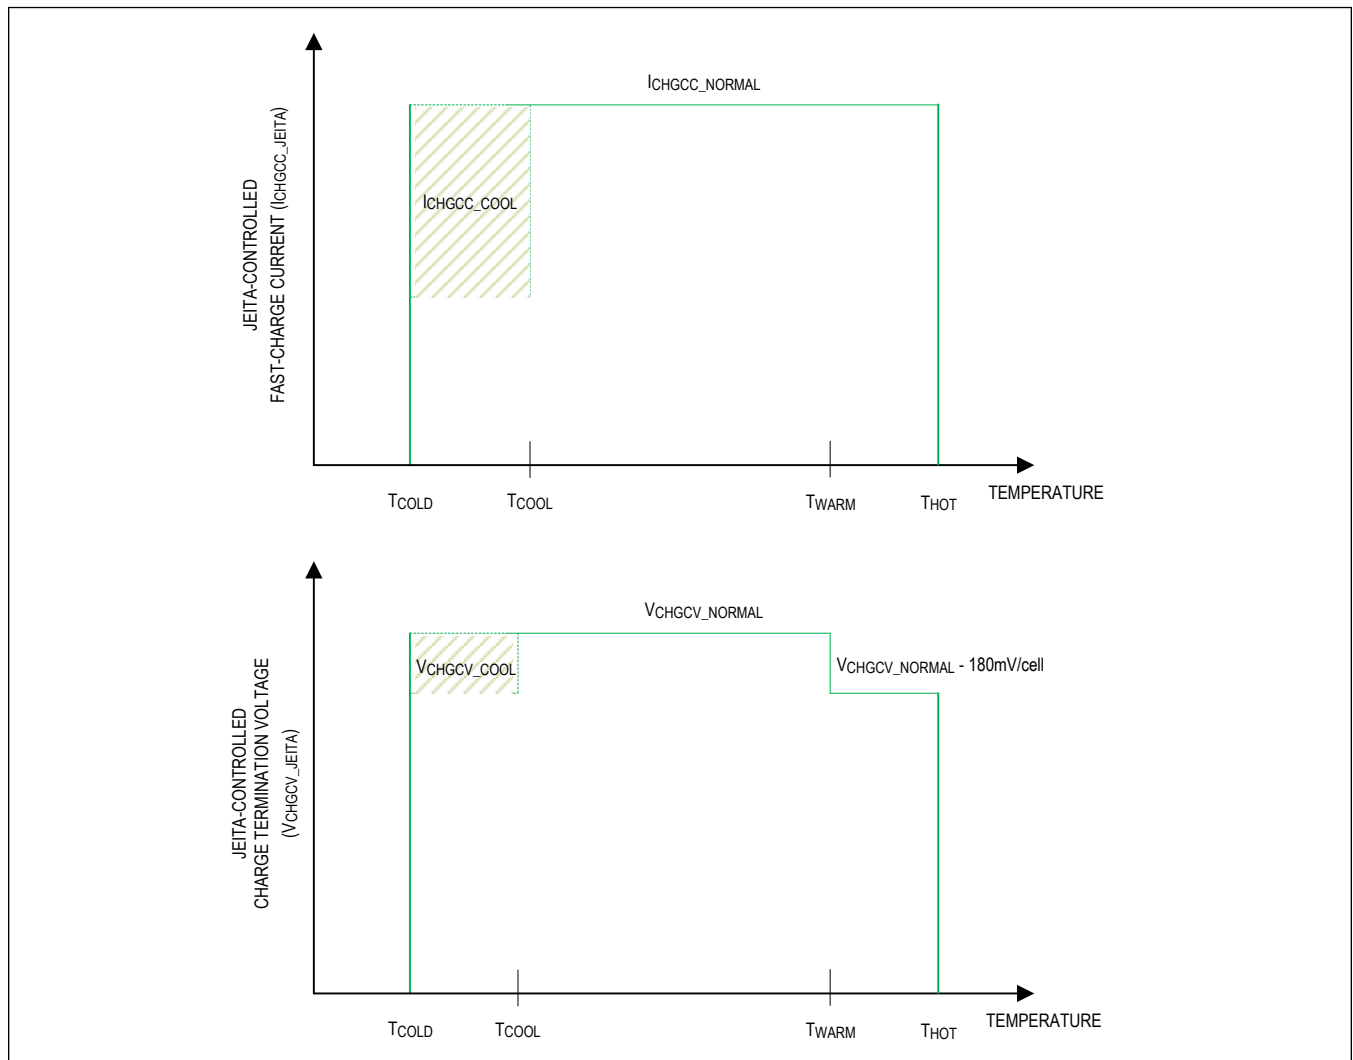 ICHGCC_NORMAL
JEITA-CONTROLLED
FAST-CHARGE CURRENT (ICHGCC_JEITA)
ICHGCC_COOL
TCOLD TCOOL TWARM THOT TEMPERATURE
VCHGCV_NORMAL
JEITA-CONTROLLED
CHARGE TERMINATION VOLTAGE
(VCHGCV_JEITA)
VCHGCV_COOL
VCHGCV_NORMAL - 180mV/cell
TCOLD TCOOL TWARM THOT TEMPERATURE